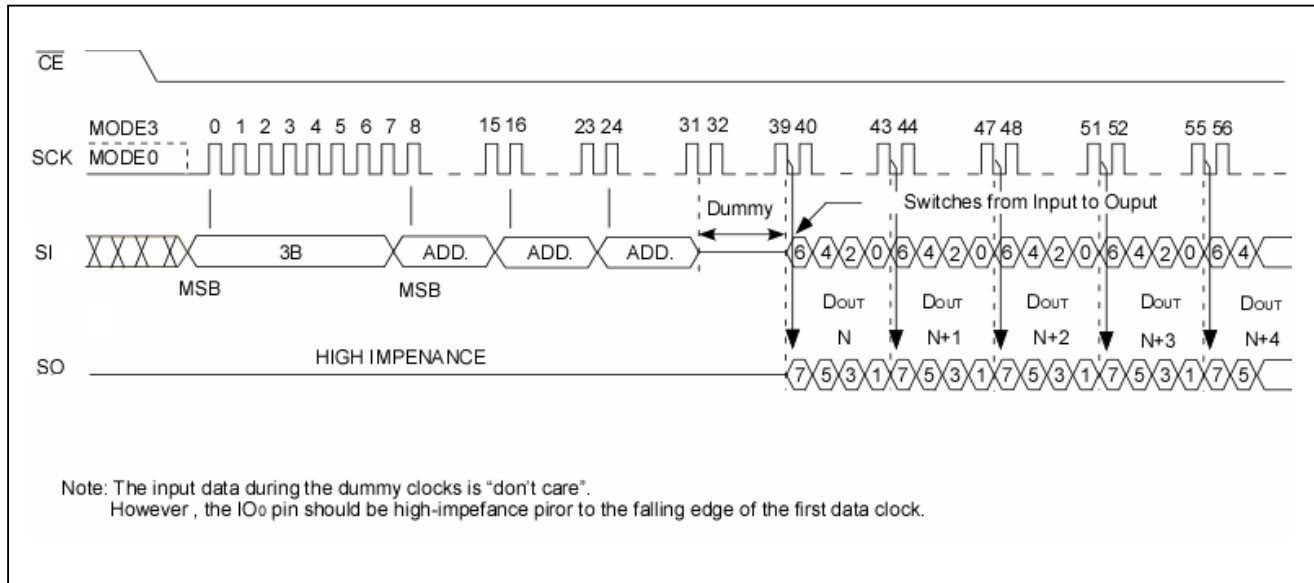 CE
MODE3 0 1 2 3 4 5 6 7 8 15 16 23 24 31 32 39 40 43 44 47 48 51 52 55 56
SCK MODE0
Dummy Switches from Input to Ouput
SI 3B ADD. ADD. ADD. 6 4 2 0 6 4 2 0 6 4 2 0 6 4 2 0 6 4
MSB MSB
DOUT DOUT DOUT DOUT DOUT
N N+1 N+2 N+3 N+4
HIGH IMPENANCE
SO 7 5 3 1 7 5 3 1 7 5 3 1 7 5 3 1 7 5
Note: The input data during the dummy clocks is “don't care”.
However , the IO0 pin should be high-impefance piror to the falling edge of the first data clock.